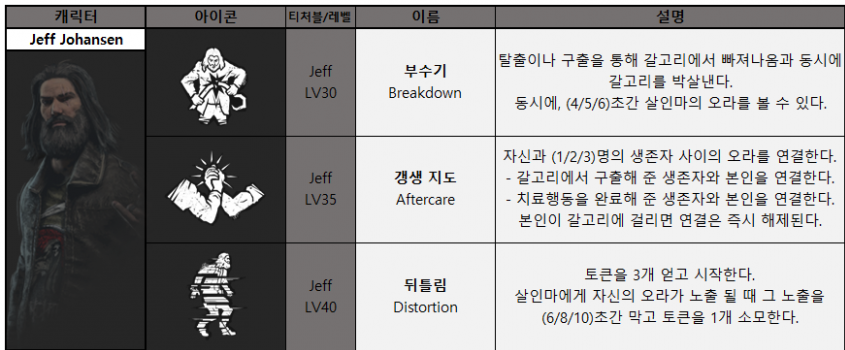 캐릭터 아이콘 티저블/레벨 이름 설명
Jeff Johansen
Jeff
LV30
부수기
Breakdown
탈출이나 구출을 통해 갈고리에서 빠져나옴과 동시에
갈고리를 박살낸다.
동시에, (4/5/6)초간 살인마의 오라를 볼 수 있다.
Jeff
LV35
갱생 지도
Aftercare
자신과 (1/2/3)명의 생존자 사이의 오라를 연결한다.
- 갈고리에서 구출해 준 생존자와 본인을 연결한다.
- 치료행동을 완료해 준 생존자와 본인을 연결한다.
본인이 갈고리에 걸리면 연결은 즉시 해제된다.
Jeff
LV40
뒤틀림
Distortion
토큰을 3개 얻고 시작한다.
살인마에게 자신의 오라가 노출 될 때 그 노출을
(6/8/10)초간 막고 토큰을 1개 소모한다.